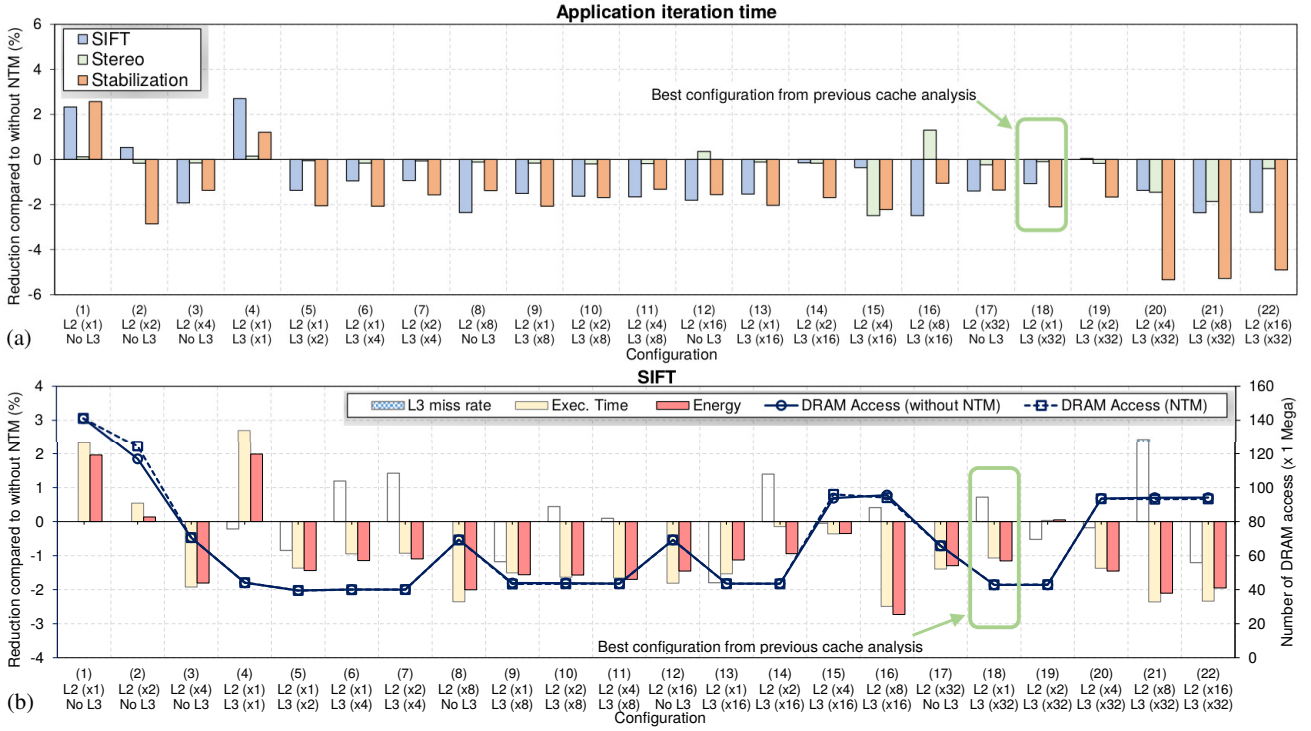 Application iteration time
Reduction compared to without NTM (%)
6
4
2
0
-2
-4
-6
SIFT
Stereo
Stabilization
Best configuration from previous cache analysis
(1) (2) (3) (4) (5) (6) (7) (8) (9) (10) (11) (12) (13) (14) (15) (16) (17) (18) (19) (20) (21) (22)
L2 (x1) L2 (x2) L2 (x4) L2 (x1) L2 (x1) L2 (x1) L2 (x2) L2 (x8) L2 (x1) L2 (x2) L2 (x4) L2 (x16) L2 (x1) L2 (x2) L2 (x4) L2 (x8) L2 (x32) L2 (x1) L2 (x2) L2 (x4) L2 (x8) L2 (x16)
No L3 No L3 No L3 L3 (x1) L3 (x2) L3 (x4) L3 (x4) No L3 L3 (x8) L3 (x8) L3 (x8) No L3 L3 (x16) L3 (x16) L3 (x16) L3 (x16) No L3 L3 (x32) L3 (x32) L3 (x32) L3 (x32) L3 (x32)
(a)
Configuration
SIFT
Reduction compared to without NTM (%)
4
3
2
1
0
-1
-2
-3
-4
L3 miss rate Exec. Time Energy DRAM Access (without NTM) DRAM Access (NTM)
160
140
120
100
80
60
40
20
0
Number of DRAM access (x 1 Mega)
Best configuration from previous cache analysis
(1) (2) (3) (4) (5) (6) (7) (8) (9) (10) (11) (12) (13) (14) (15) (16) (17) (18) (19) (20) (21) (22)
L2 (x1) L2 (x2) L2 (x4) L2 (x1) L2 (x1) L2 (x1) L2 (x2) L2 (x8) L2 (x1) L2 (x2) L2 (x4) L2 (x16) L2 (x1) L2 (x2) L2 (x4) L2 (x8) L2 (x32) L2 (x1) L2 (x2) L2 (x4) L2 (x8) L2 (x16)
No L3 No L3 No L3 L3 (x1) L3 (x2) L3 (x4) L3 (x4) No L3 L3 (x8) L3 (x8) L3 (x8) No L3 L3 (x16) L3 (x16) L3 (x16) L3 (x16) No L3 L3 (x32) L3 (x32) L3 (x32) L3 (x32) L3 (x32)
(b)
Configuration